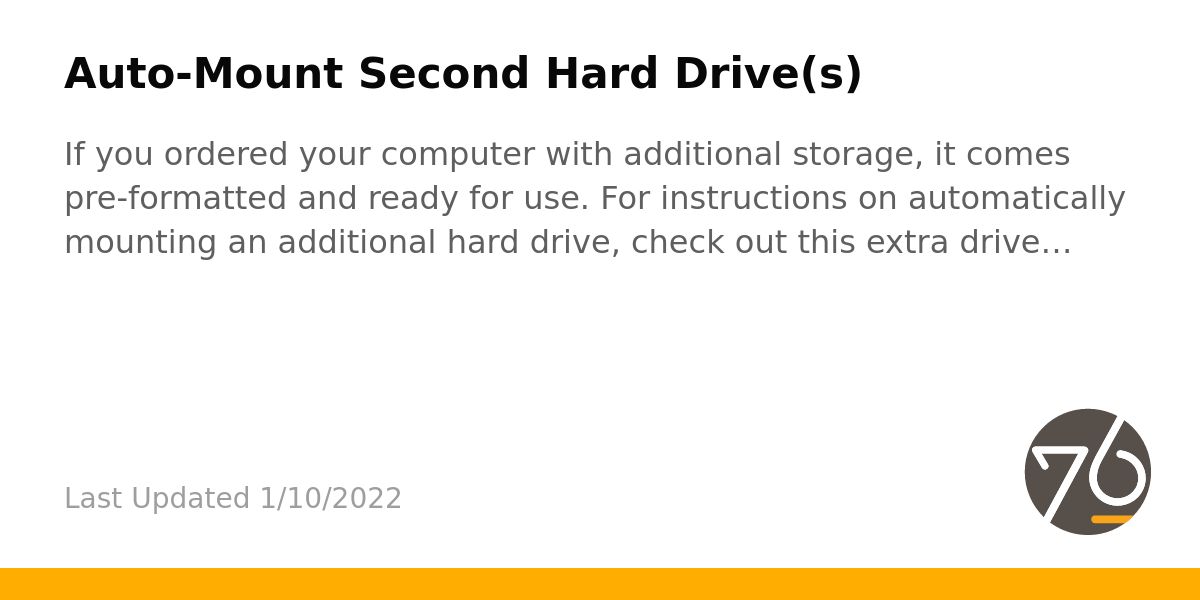 Auto-Mount Second Hard Drive(s)
If you ordered your computer with additional storage, it comes
pre-formatted and ready for use. For instructions on automatically
mounting an additional hard drive, check out this extra drive…
Last Updated 1/10/2022
76